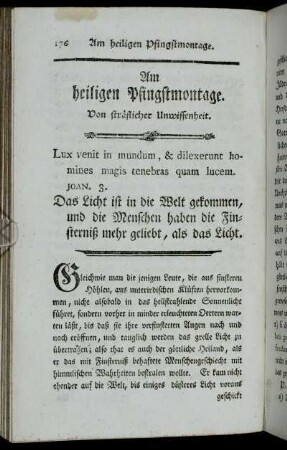 176 Am heiligen Pfingstmontage.
Am
heiligen Pfingstmontage.
Von sträflicher Unwissenheit.
Lux venit in mundum, & dilexerunt ho-
mines magis tenebras quam lucem.
JOAN. 3.
Das Licht ist in die Welt gekommen,
und die Menschen haben die Fin-
sterniß mehr geliebt, als das Licht.
Gleichwie man die jenigen Leute, die aus finsteren
Höhlen, aus unterirdischen Klüften hervorkom-
men, nicht alsobald in das hellstrahlende Sonnenlicht
führet, sondern vorher in minder erleuchteten Oertern war-
ten läßt, bis daß sie ihre verfinsterten Augen nach und
nach eröffnen, und tauglich werden das grelle Licht zu
übertragen; also that es auch der göttliche Heiland, als
er das mit Finsterniß behaftete Menschengeschlecht mit
himmlischen Wahrheiten bestralen wollte. Er kam nicht
ehender auf die Welt, bis einiges düsteres Licht voraus
geschickt